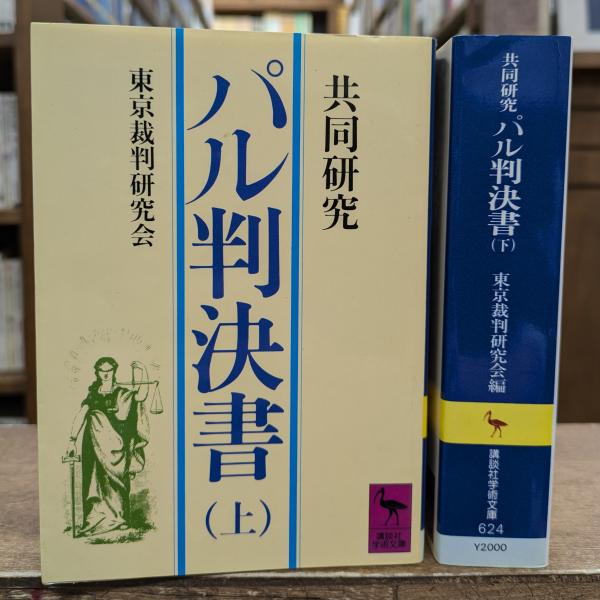 共同研究
パル判決書(上)
東京裁判研究会
講談社
学術文庫
共同研究 パル判決書(下) 東京裁判研究会編
講談社学術文庫
624
Y2000